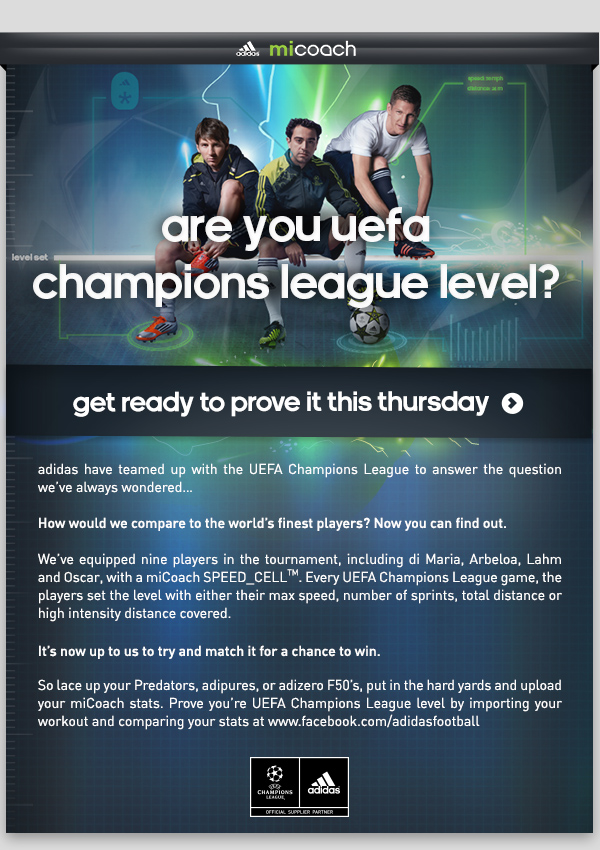 adidas micoach
speed 5mph
level set
are you uefa
champions league level?
get ready to prove it this thursday
adidas have teamed up with the UEFA Champions League to answer the question
we've always wondered...
How would we compare to the world's finest players? Now you can find out.
We've equipped nine players in the tournament, including di Maria, Arbeloa, Lahm
and Oscar, with a miCoach SPEED_CELL™. Every UEFA Champions League game, the
players set the level with either their max speed, number of sprints, total distance or
high intensity distance covered.
It's now up to us to try and match it for a chance to win.
So lace up your Predators, adipures, or adizero F50's, put in the hard yards and upload
your miCoach stats. Prove you're UEFA Champions League level by importing your
workout and comparing your stats at www.facebook.com/adidasfootball
UEFA
CHAMPIONS
LEAGUE.
adidas
OFFICIAL SUPPLIER PARTNER